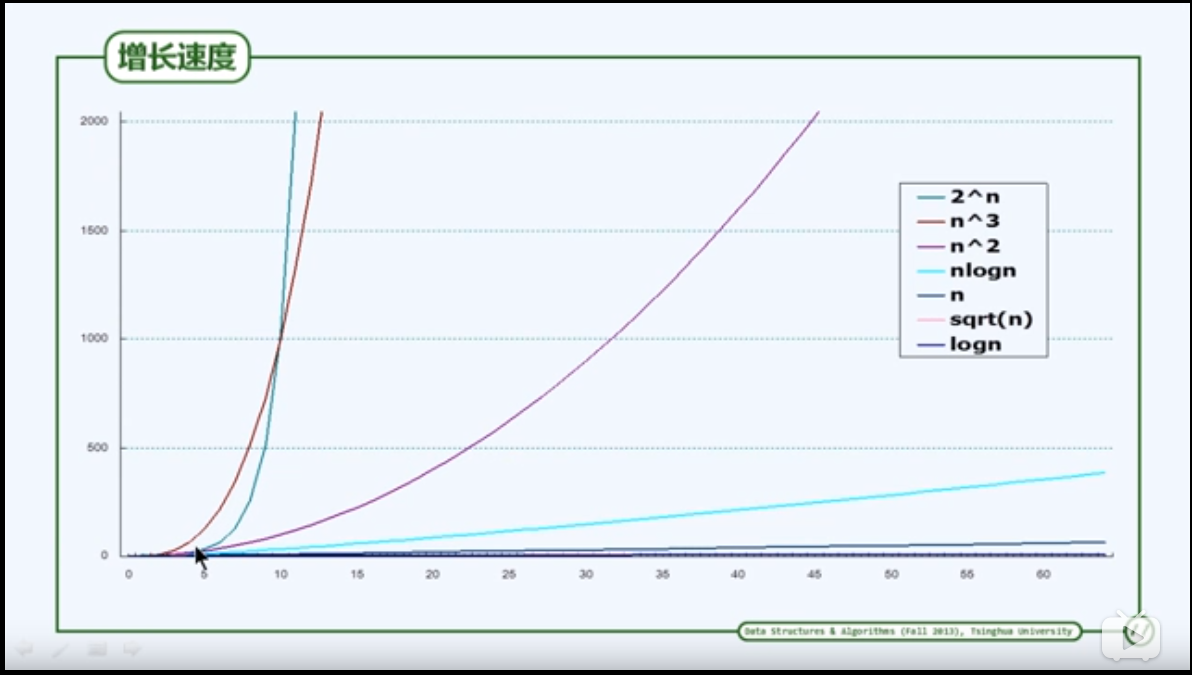 增长速度
2000
1500
1000
500
0
0 5 10 15 20 25 30 35 40 45 50 55 60
2^n
n^3
n^2
nlogn
n
sqrt(n)
logn
Data Structures & Algorithms (Fall 2013), Tsinghua University